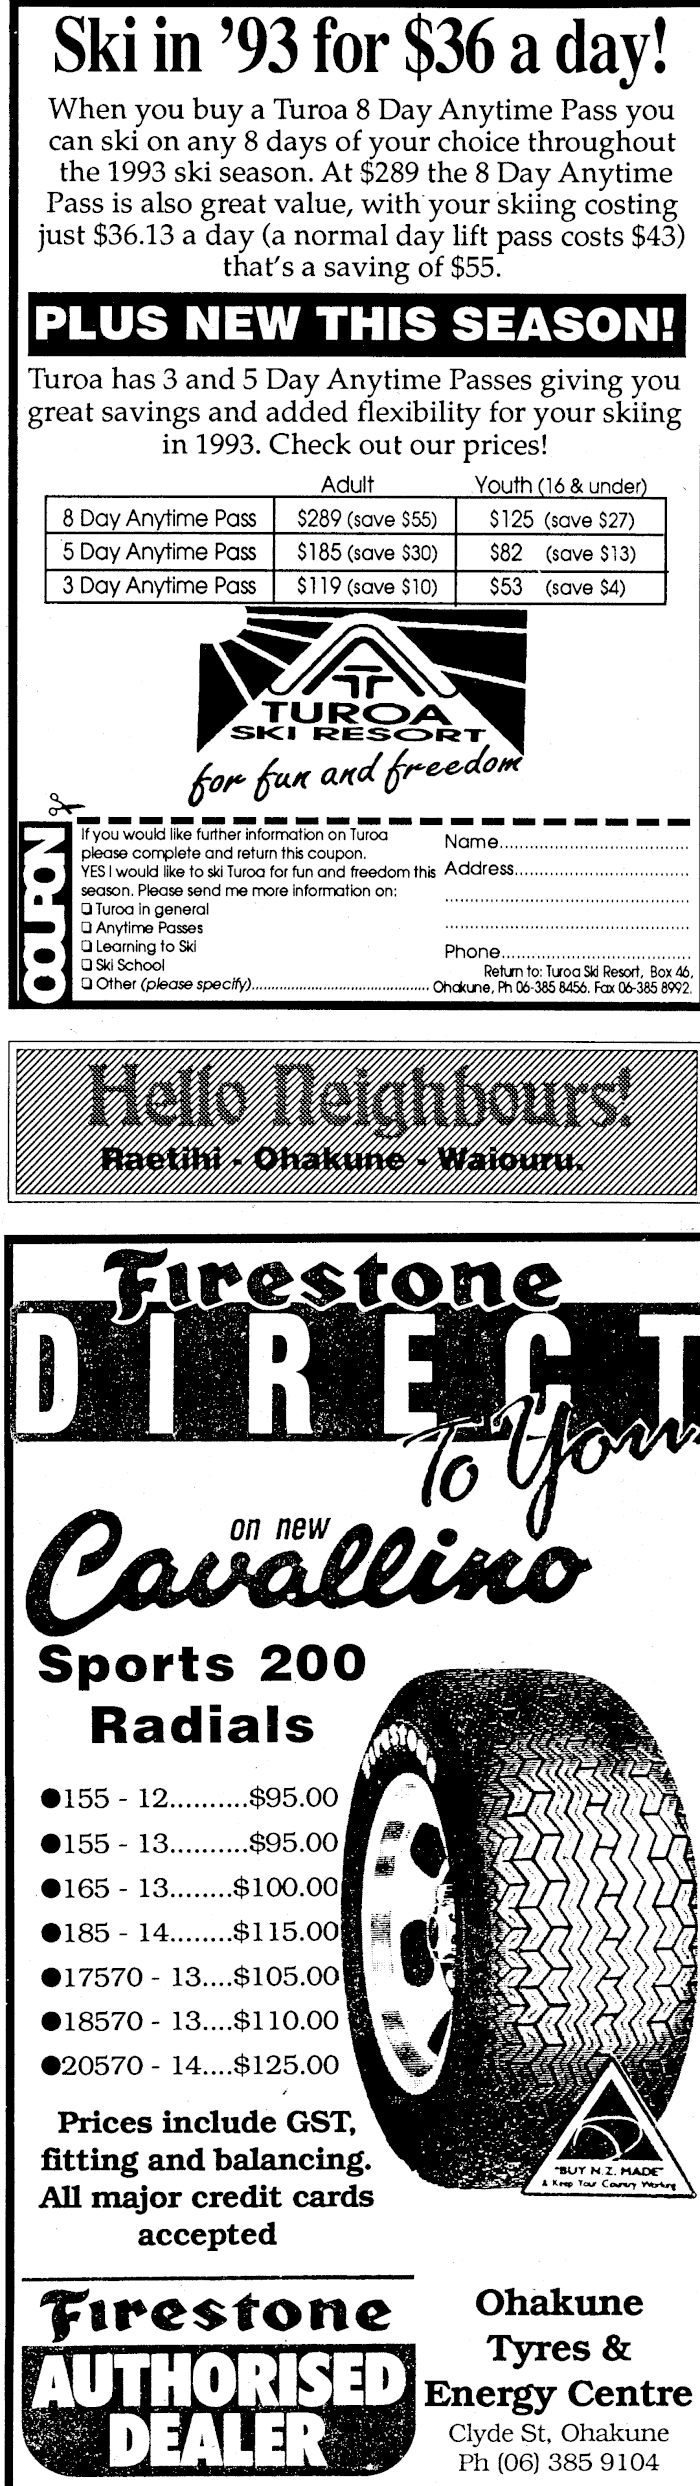 Ski in '93 for $36 a day!
When you buy a Turoa 8 Day Anytime Pass you
can ski on any 8 days of your choice throughout
the 1993 ski season. At $289 the 8 Day Anytime
Pass is also great value, with your skiing costing
just $36.13 a day (a normal day lift pass costs $43)
that's a saving of $55.
PLUS NEW THIS SEASON!
Turoa has 3 and 5 Day Anytime Passes giving you
great savings and added flexibility for your skiing
in 1993. Check out our prices!
Adult Youth (16 & under)
8 Day Anytime Pass $289 (save $55) $125 (save $27)
5 Day Anytime Pass $185 (save $30) $82 (save $13)
3 Day Anytime Pass $119 (save $10) $53 (save $4)
TUROA
SKI RESORT
for fun and freedom
COUPON
If you would like further information on Turoa
please complete and return this coupon.
YES I would like to ski Turoa for fun and freedom this
season. Please send me more information on:
❑ Turoa in general
❑ Anytime Passes
❑ Learning to Ski
❑ Ski School
❑ Other (please specify)............................................
Name...................................
Address................................
...........................................
...........................................
Phone...................................
Return to: Turoa Ski Resort, Box 46,
Ohakune, Ph 06-385 8456. Fax 06-385 8992.
Hello Neighbours!
Raetihi - Ohakune - Waiouru.
Firestone
DIRECT
To You
on new
Cavallino
Sports 200
Radials
FIRESTONE
●155 - 12..........$95.00
●155 - 13..........$95.00
●165 - 13........$100.00
●185 - 14........$115.00
●17570 - 13....$105.00
●18570 - 13....$110.00
●20570 - 14....$125.00
"BUY N.Z. MADE"
& Keep Your Country Working
Prices include GST,
fitting and balancing.
All major credit cards
accepted
Firestone
AUTHORISED
DEALER
Ohakune
Tyres &
Energy Centre
Clyde St, Ohakune
Ph (06) 385 9104